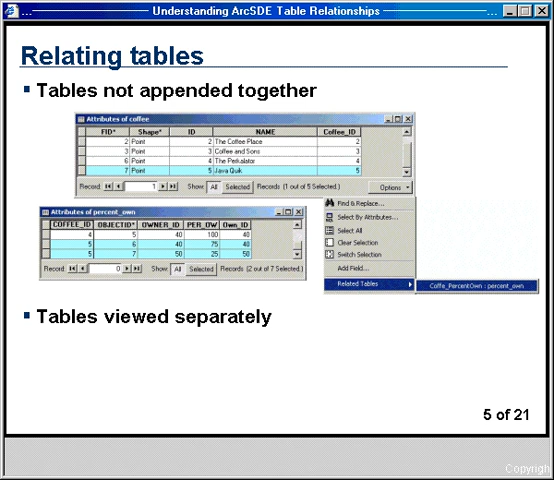 ... Understanding ArcSDE Table Relationships ...
Relating tables
Tables not appended together
Attributes of coffee
FID* Shape* ID NAME Coffee_ID
2 Point 2 The Coffee Place 2
3 Point 3 Coffee and Sons 3
6 Point 4 The Perkalator 4
7 Point 5 Java Quik 5
Record: 1 Show: All Selected Records (1 out of 5 Selected.) Options
Find & Replace...
Select By Attributes...
Select All
Clear Selection
Switch Selection
Add Field...
Related Tables
Coffe_PercentOwn : percent_own
Attributes of percent_own
COFFEE_ID OBJECTID* OWNER_ID PER_OW Own_ID
4 5 40 100 40
5 6 40 75 40
5 7 50 25 50
Record: 0 Show: All Selected Records (2 out of 7 Selected.)
Tables viewed separately
5 of 21
Copyrigh